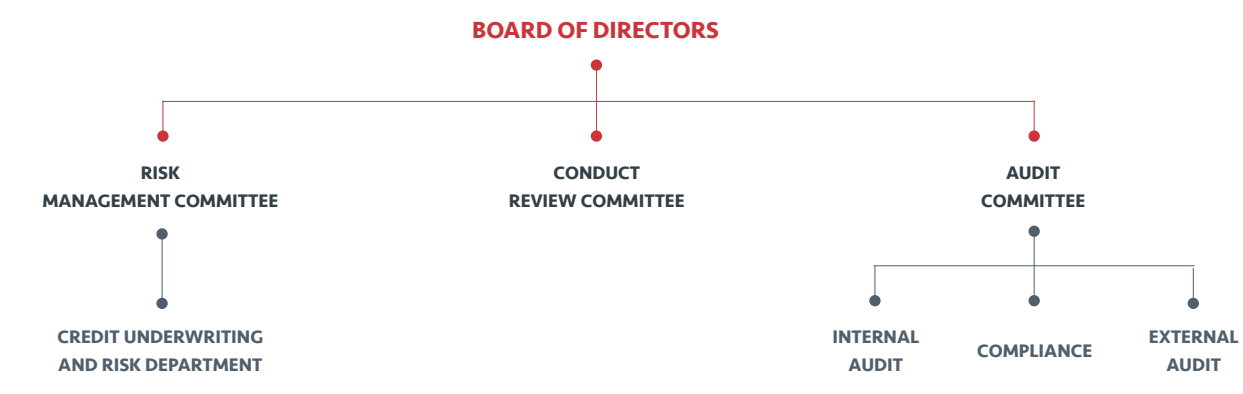 BOARD OF DIRECTORS
RISK
MANAGEMENT COMMITTEE
CONDUCT
REVIEW COMMITTEE
AUDIT
COMMITTEE
CREDIT UNDERWRITING
AND RISK DEPARTMENT
INTERNAL
AUDIT
COMPLIANCE
EXTERNAL
AUDIT